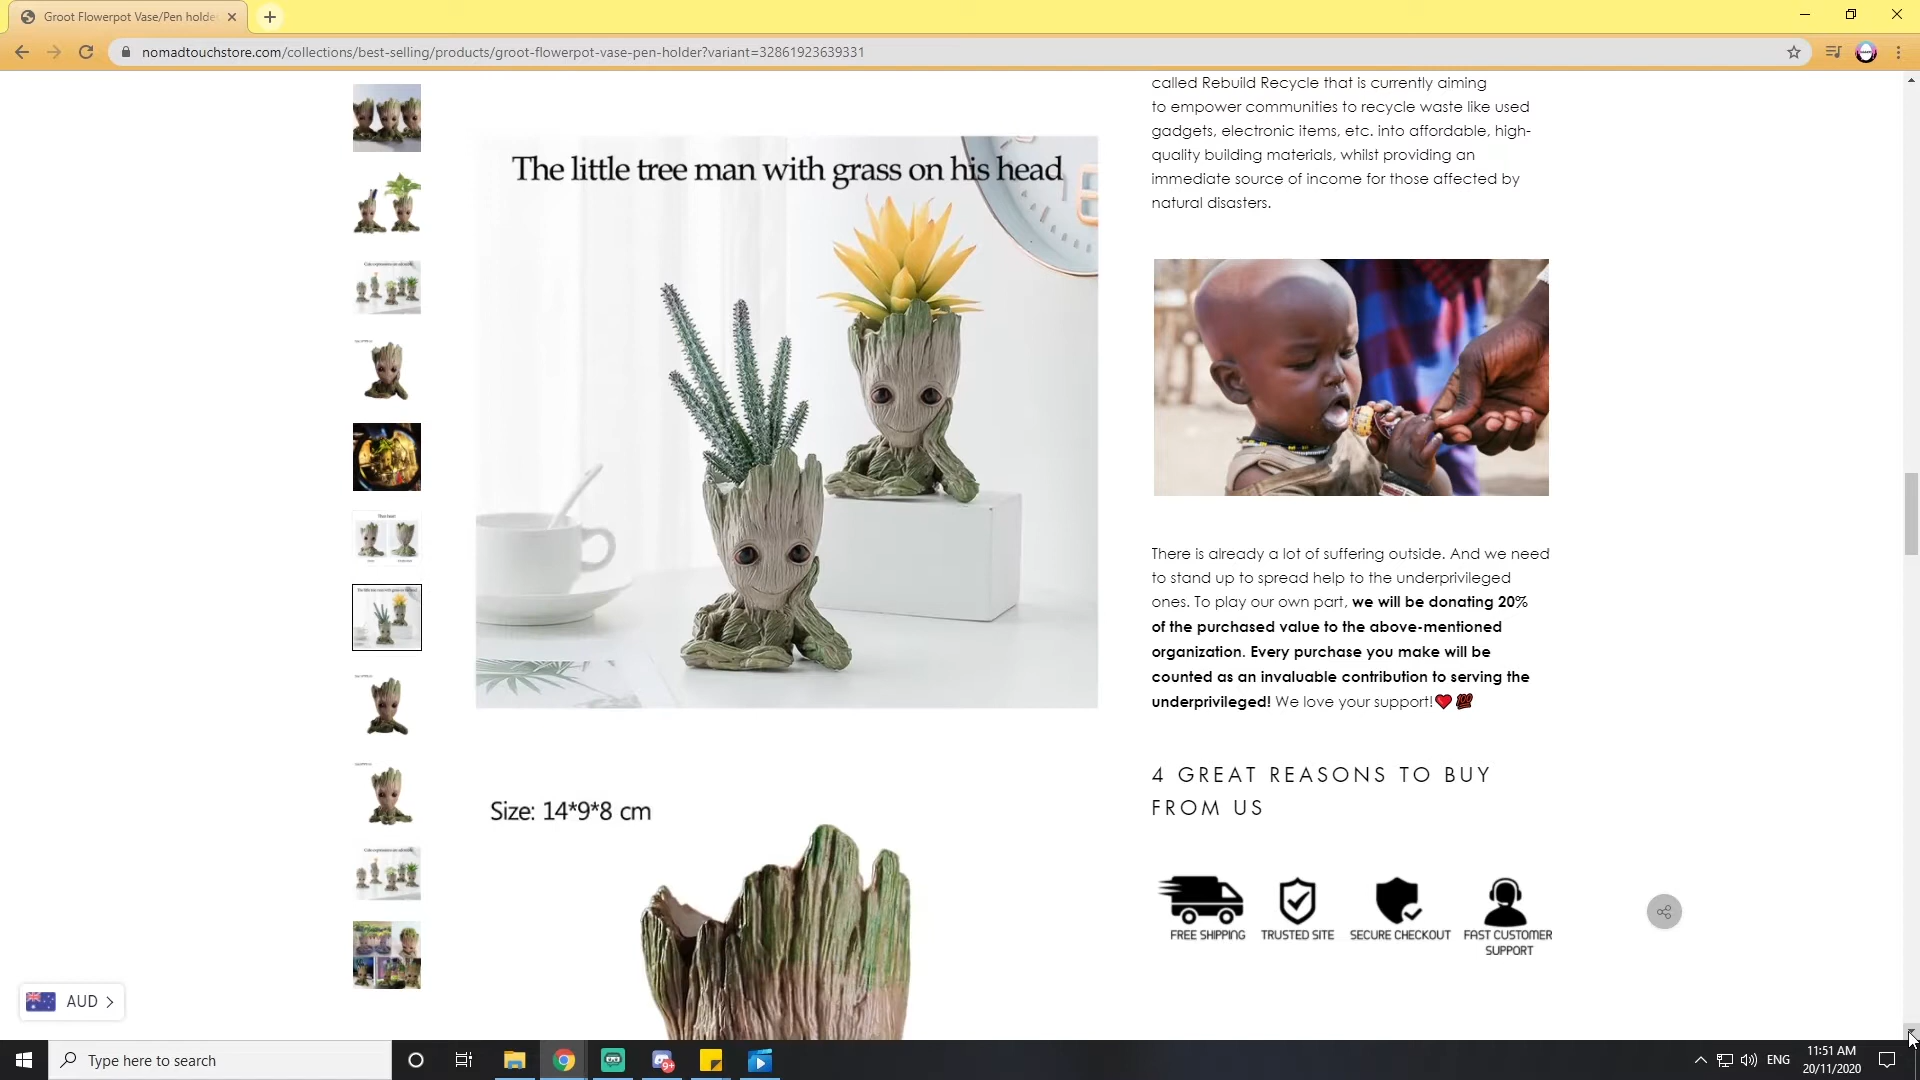 Groot Flowerpot Vase/Pen holde
nomadtouchstore.com/collections/best-selling/products/groot-flowerpot-vase-pen-holder?variant=32861923639331
The little tree man with grass on his head
Size: 14*9*8 cm
called Rebuild Recycle that is currently aiming
to empower communities to recycle waste like used
gadgets, electronic items, etc. into affordable, high-
quality building materials, whilst providing an
immediate source of income for those affected by
natural disasters.
There is already a lot of suffering outside. And we need
to stand up to spread help to the underprivileged
ones. To play our own part, we will be donating 20%
of the purchased value to the above-mentioned
organization. Every purchase you make will be
counted as an invaluable contribution to serving the
underprivileged! We love your support!❤💯
4 GREAT REASONS TO BUY
FROM US
FREE SHIPPING
TRUSTED SITE
SECURE CHECKOUT
FAST CUSTOMER
SUPPORT
AUD
Type here to search
9+
ENG
11:51 AM
20/11/2020